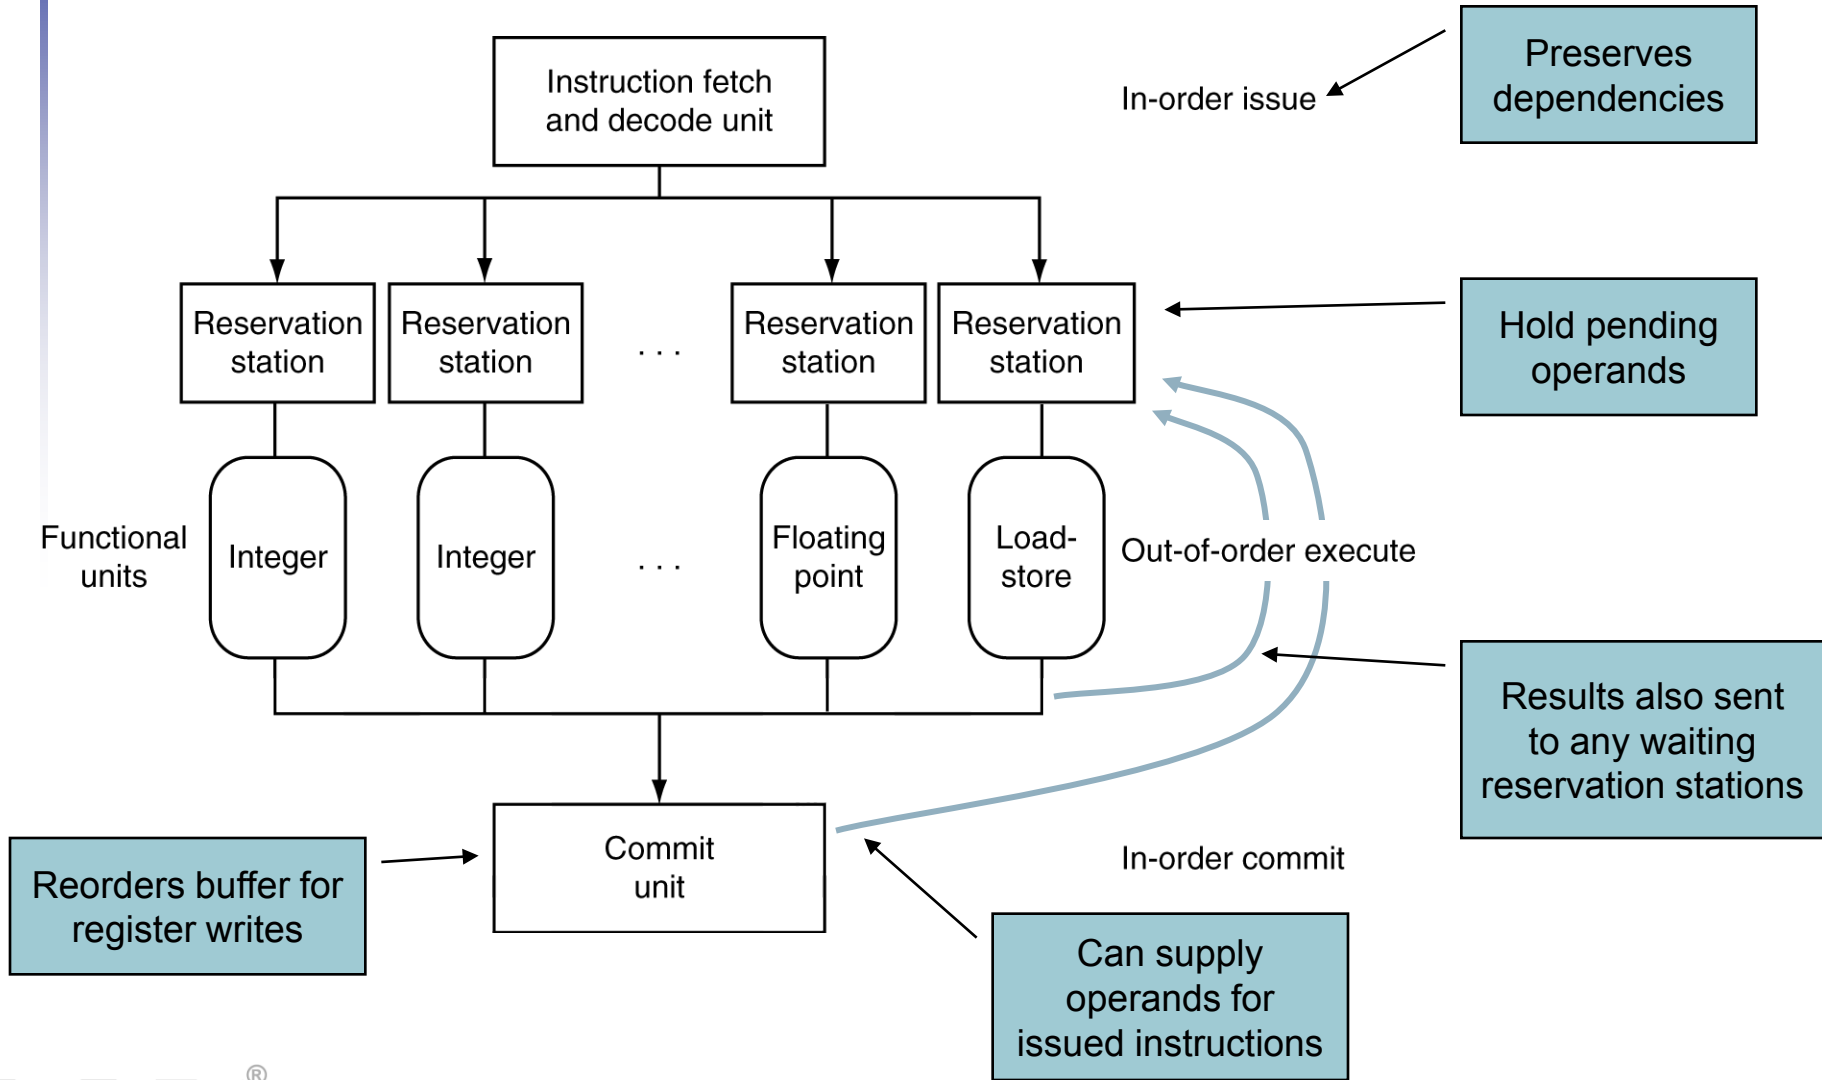 Instruction fetch
and decode unit
In-order issue
Preserves
dependencies
Reservation
station
Reservation
station
. . .
Reservation
station
Reservation
station
Hold pending
operands
Functional
units
Integer
Integer
. . .
Floating
point
Load-
store
Out-of-order execute
Results also sent
to any waiting
reservation stations
Commit
unit
In-order commit
Reorders buffer for
register writes
Can supply
operands for
issued instructions
®